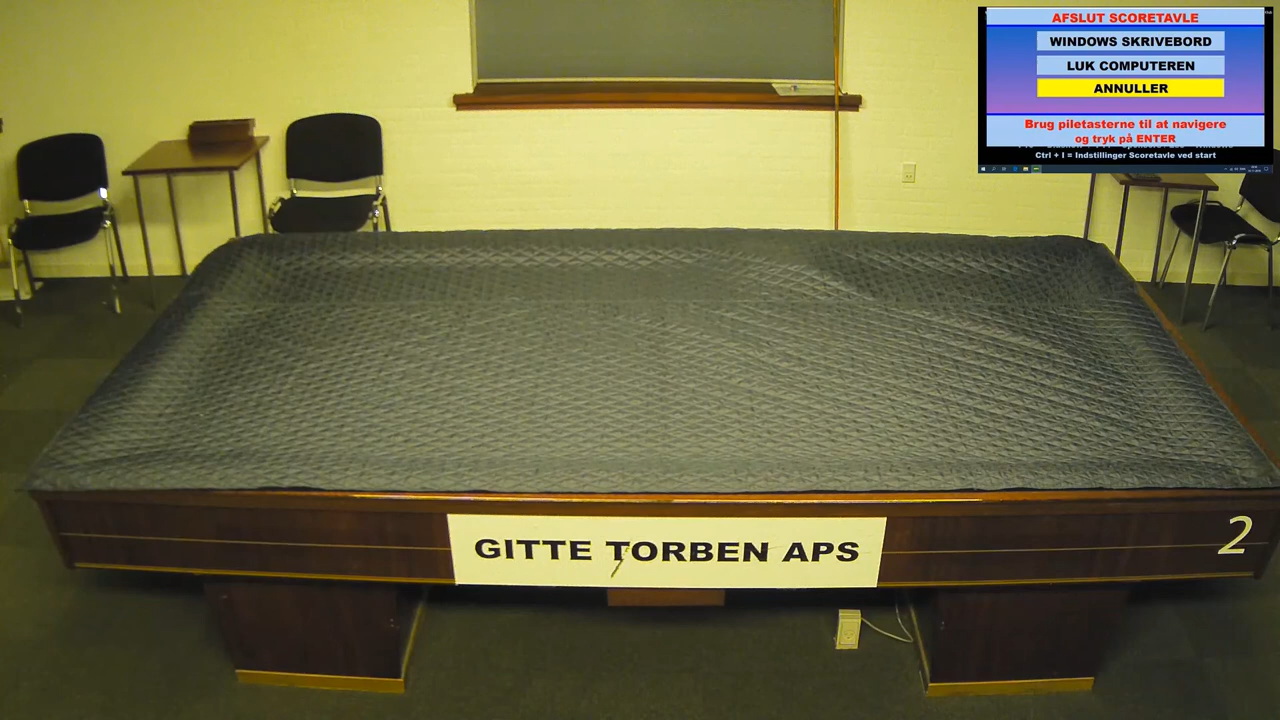 AFSLUT SCORETAVLE
WINDOWS SKRIVEBORD
LUK COMPUTEREN
ANNULLER
Brug piletasterne til at navigere
og tryk på ENTER
Ctrl + I = Indstillinger Scoretavle ved start
2
GITTE TORBEN APS